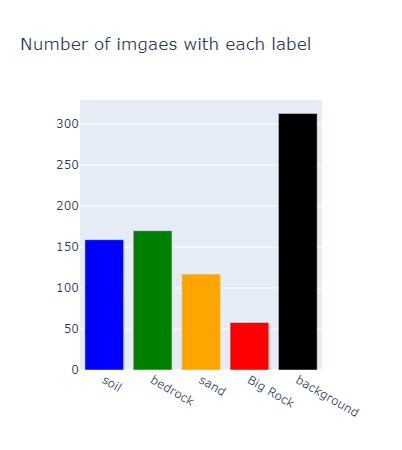 Number of imgaes with each label
300
250
200
150
100
50
0
soil
bedrock
sand
Big Rock
background